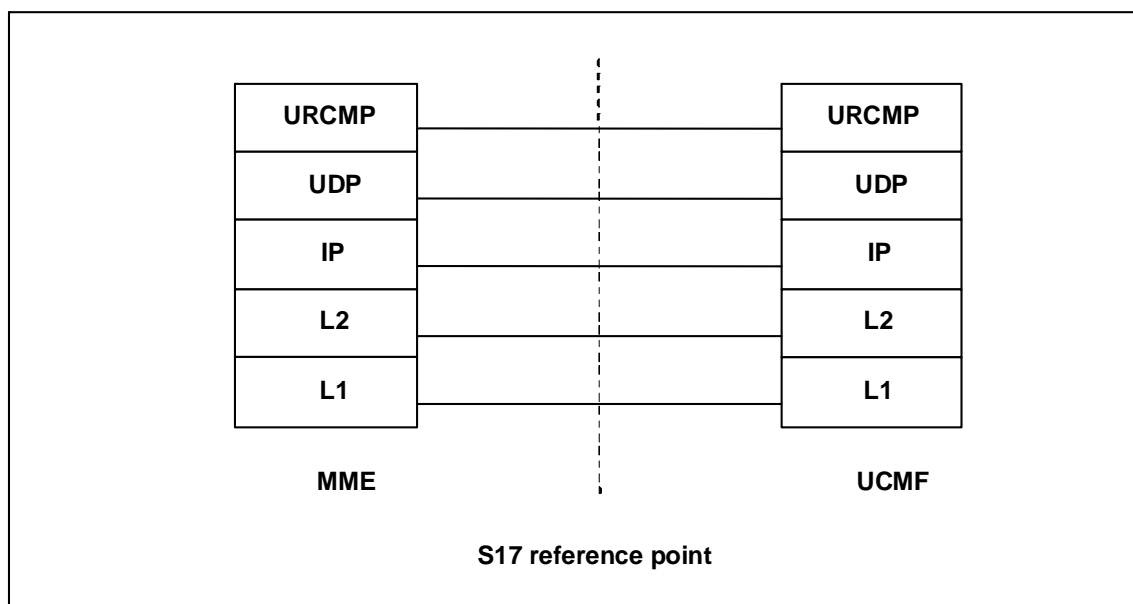 URCMP URCMP
UDP UDP
IP IP
L2 L2
L1 L1
MME UCMF
S17 reference point